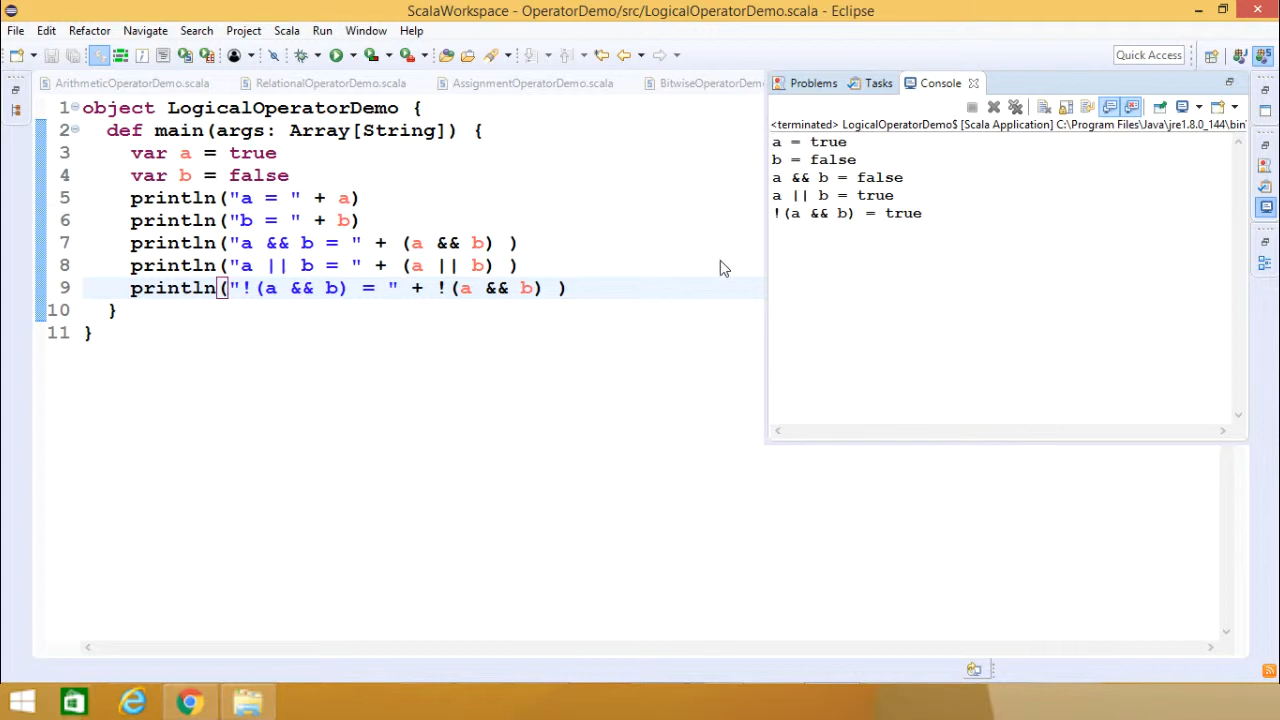 ScalaWorkspace - OperatorDemo/src/LogicalOperatorDemo.scala - Eclipse
File Edit Refactor Navigate Search Project Scala Run Window Help
Quick Access
ArithmeticOperatorDemo.scala RelationalOperatorDemo.scala AssignmentOperatorDemo.scala BitwiseOperatorDemo
1 object LogicalOperatorDemo {
2 def main(args: Array[String]) {
3 var a = true
4 var b = false
5 println("a = " + a)
6 println("b = " + b)
7 println("a && b = " + (a && b) )
8 println("a || b = " + (a || b) )
9 println("!(a && b) = " + !(a && b) )
10 }
11 }
Problems Tasks Console
<terminated> LogicalOperatorDemo$ [Scala Application] C:\Program Files\Java\jre1.8.0_144\bin
a = true
b = false
a && b = false
a || b = true
!(a && b) = true